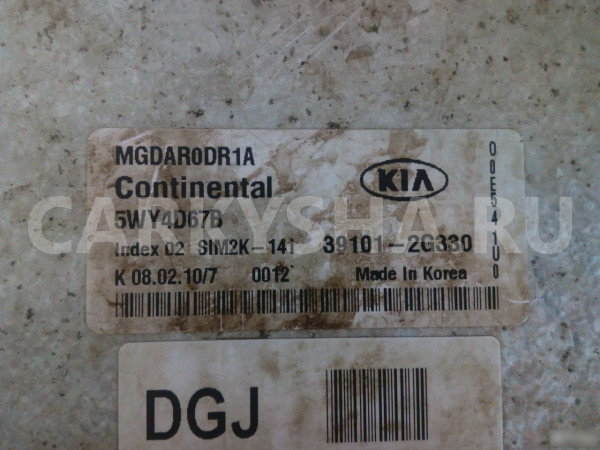 MGDAR0DR1A
Continental
KIA
5WY4D67B
Index 02 SIM2K-141 39101-2G330
K 08.02.10/7 0012 Made In Korea
00E541U0
DGJ
CARKYSHA.RU